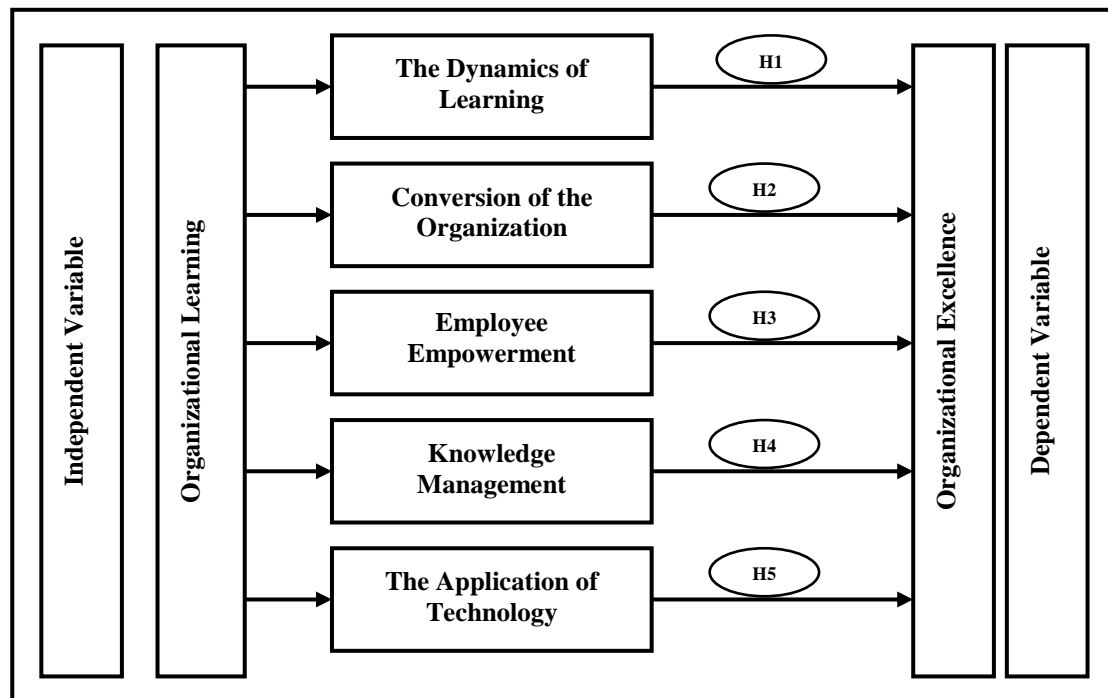 Independent Variable
Organizational Learning
The Dynamics of
Learning
H1
Conversion of the
Organization
H2
Employee
Empowerment
H3
Knowledge
Management
H4
The Application of
Technology
H5
Organizational Excellence
Dependent Variable